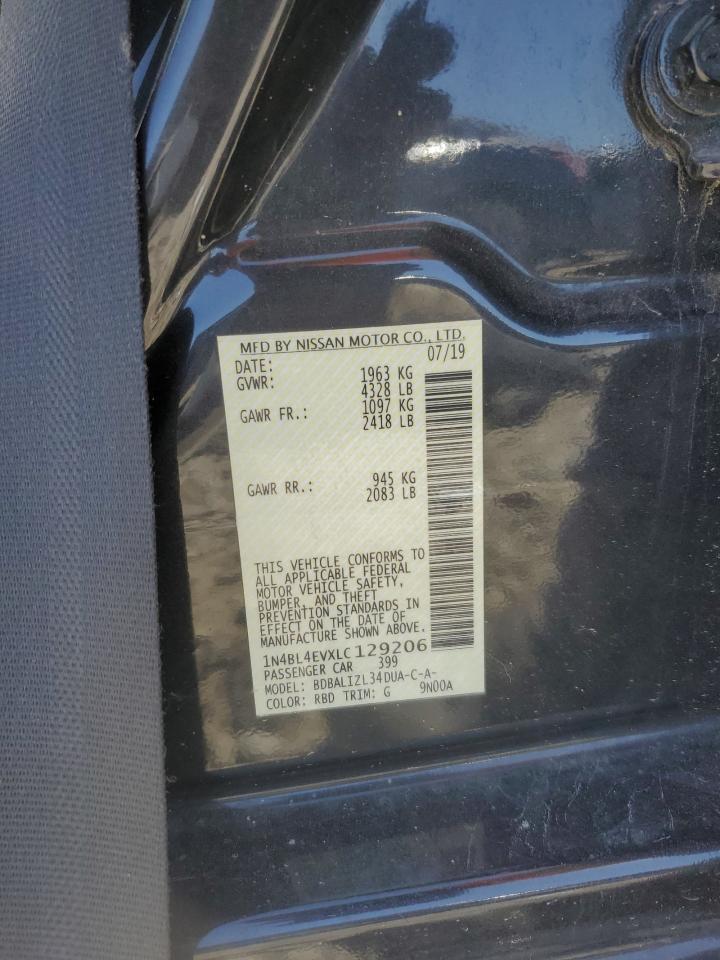 MFD BY NISSAN MOTOR CO., LTD.
DATE: 07/19
GVWR: 1963 KG
4328 LB
GAWR FR.: 1097 KG
2418 LB
GAWR RR.: 945 KG
2083 LB
THIS VEHICLE CONFORMS TO
ALL APPLICABLE FEDERAL
MOTOR VEHICLE SAFETY,
BUMPER, AND THEFT
PREVENTION STANDARDS IN
EFFECT ON THE DATE OF
MANUFACTURE SHOWN ABOVE.
1N4BL4EVXLC129206
PASSENGER CAR 399
MODEL: BDBALIZL34DUA-C-A-
COLOR: RBD TRIM: G 9N00A